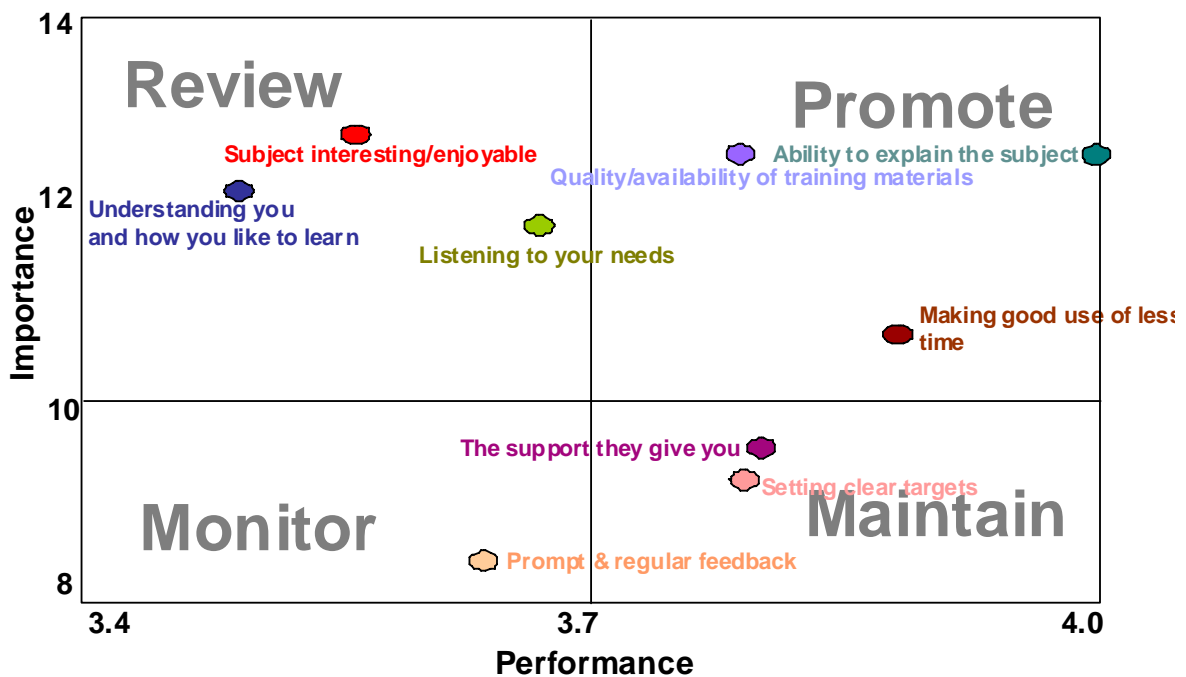 14
Review
Promote
Subject interesting/enjoyable
Ability to explain the subject
Quality/availability of training materials
12
Understanding you
and how you like to learn
Listening to your needs
Importance
Making good use of less
time
10
The support they give you
Setting clear targets
Monitor
Maintain
Prompt & regular feedback
8
3.4
3.7
4.0
Performance